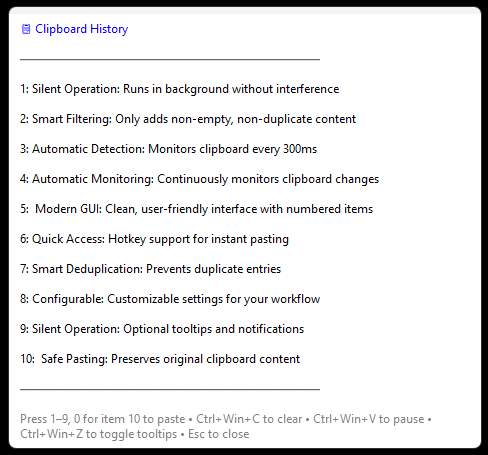 Clipboard History
1: Silent Operation: Runs in background without interference
2: Smart Filtering: Only adds non-empty, non-duplicate content
3: Automatic Detection: Monitors clipboard every 300ms
4: Automatic Monitoring: Continuously monitors clipboard changes
5:  Modern GUI: Clean, user-friendly interface with numbered items
6: Quick Access: Hotkey support for instant pasting
7: Smart Deduplication: Prevents duplicate entries
8: Configurable: Customizable settings for your workflow
9: Silent Operation: Optional tooltips and notifications
10:  Safe Pasting: Preserves original clipboard content
Press 1–9, 0 for item 10 to paste • Ctrl+Win+C to clear • Ctrl+Win+V to pause •
Ctrl+Win+Z to toggle tooltips • Esc to close